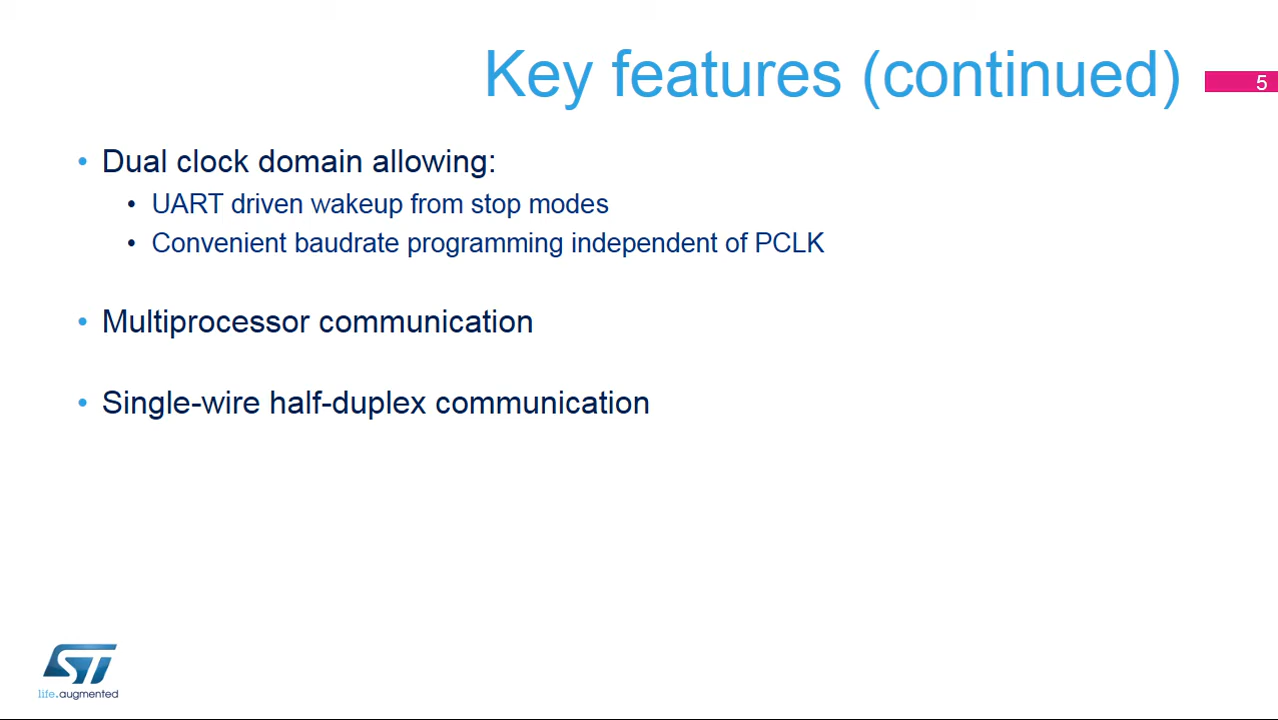 Key features (continued)
5
• Dual clock domain allowing:
• UART driven wakeup from stop modes
• Convenient baudrate programming independent of PCLK
• Multiprocessor communication
• Single-wire half-duplex communication
ST
life.augmented